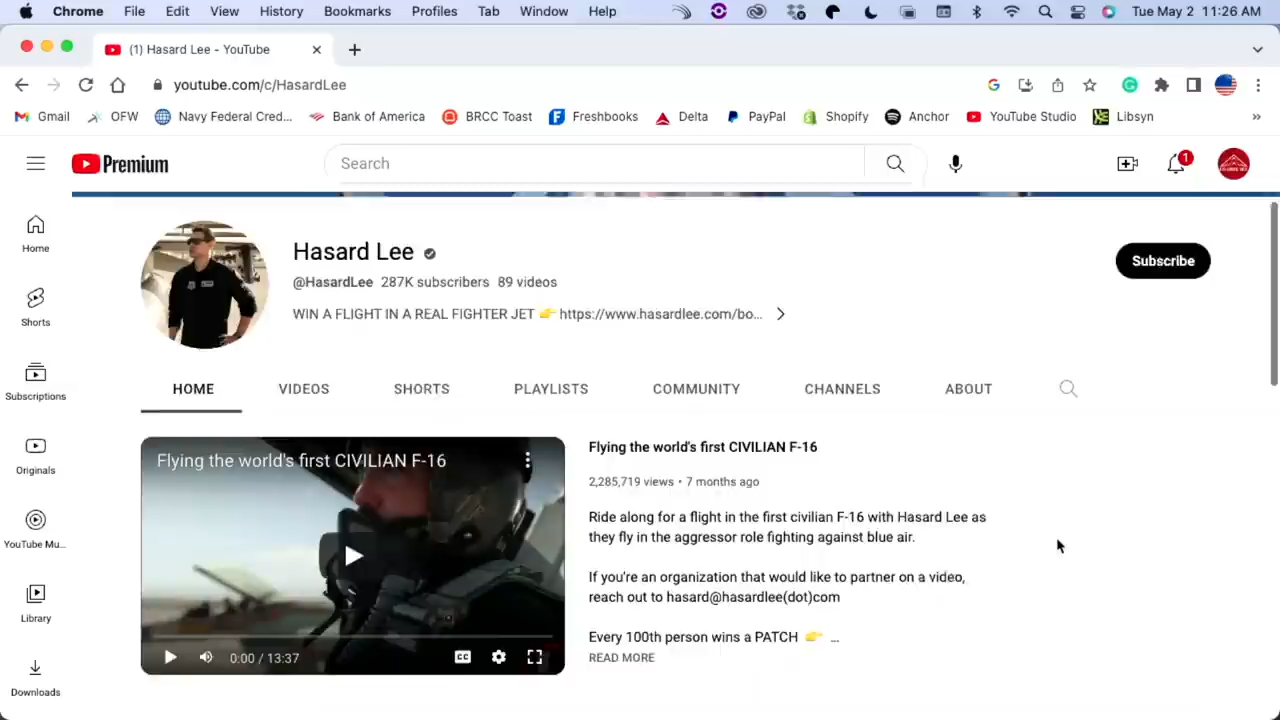 Chrome File Edit View History Bookmarks Profiles Tab Window Help Tue May 2 11:26 AM
(1) Hasard Lee - YouTube
youtube.com/c/HasardLee
Gmail OFW Navy Federal Cred... Bank of America BRCC Toast Freshbooks Delta PayPal Shopify Anchor YouTube Studio Libsyn »
Premium Search 1
Home
Shorts
Subscriptions
Originals
YouTube Mu...
Library
Downloads
Hasard Lee
@HasardLee 287K subscribers 89 videos
WIN A FLIGHT IN A REAL FIGHTER JET 👉 https://www.hasardlee.com/bo...
Subscribe
HOME VIDEOS SHORTS PLAYLISTS COMMUNITY CHANNELS ABOUT
Flying the world's first CIVILIAN F-16
0:00 / 13:37
CC
Flying the world's first CIVILIAN F-16
2,285,719 views • 7 months ago
Ride along for a flight in the first civilian F-16 with Hasard Lee as
they fly in the aggressor role fighting against blue air.
If you're an organization that would like to partner on a video,
reach out to hasard@hasardlee(dot)com
Every 100th person wins a PATCH 👉 ...
READ MORE